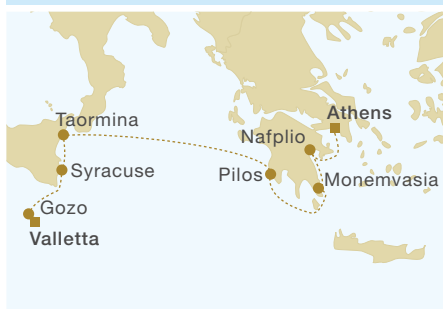 Taormina
Athens
Nafplio
Syracuse
Pilos
Monemvasia
Gozo
Valletta